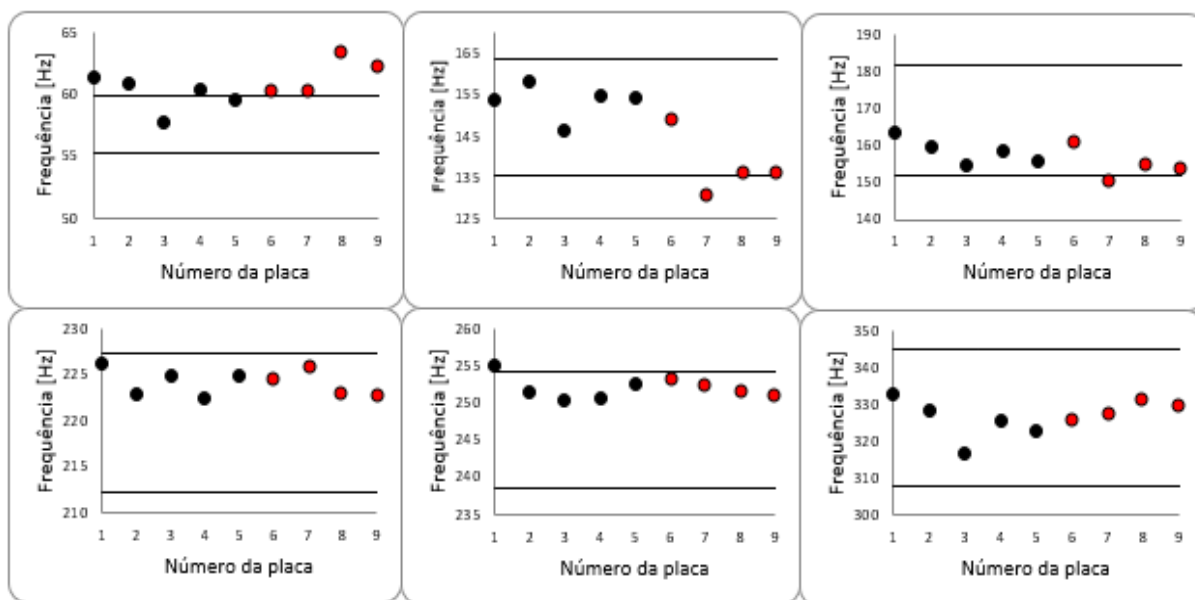 Frequência [Hz]
65
60
55
50
1 2 3 4 5 6 7 8 9
Número da placa
Frequência [Hz]
165
155
145
135
125
1 2 3 4 5 6 7 8 9
Número da placa
Frequência [Hz]
190
180
170
160
150
140
1 2 3 4 5 6 7 8 9
Número da placa
Frequência [Hz]
230
225
220
215
210
1 2 3 4 5 6 7 8 9
Número da placa
Frequência [Hz]
260
255
250
245
240
235
1 2 3 4 5 6 7 8 9
Número da placa
Frequência [Hz]
350
340
330
320
310
300
1 2 3 4 5 6 7 8 9
Número da placa